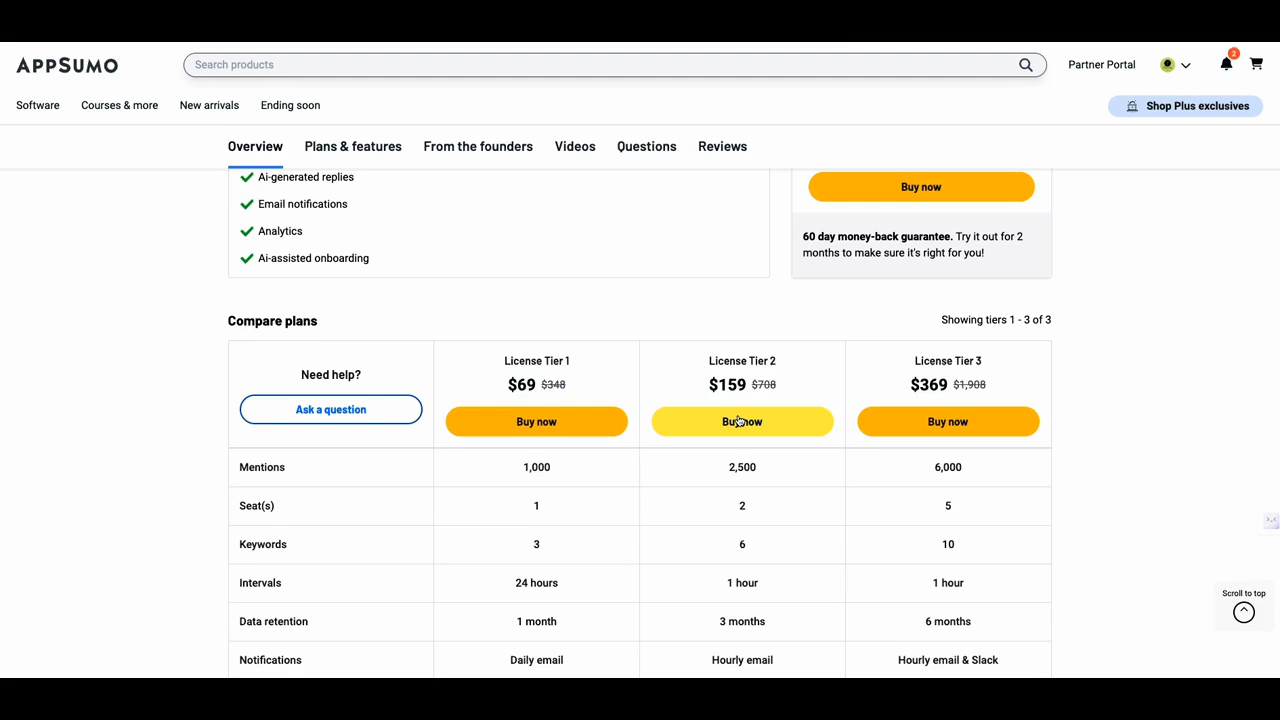 APPSUMO
Search products
Partner Portal
2
Software Courses & more New arrivals Ending soon
Shop Plus exclusives
Overview Plans & features From the founders Videos Questions Reviews
Ai-generated replies
Email notifications
Analytics
Ai-assisted onboarding
Buy now
60 day money-back guarantee. Try it out for 2
months to make sure it's right for you!
Compare plans
Showing tiers 1 - 3 of 3
Need help?
Ask a question
License Tier 1
$69 $348
Buy now
License Tier 2
$159 $708
Buy now
License Tier 3
$369 $1,908
Buy now
Mentions 1,000 2,500 6,000
Seat(s) 1 2 5
Keywords 3 6 10
Intervals 24 hours 1 hour 1 hour
Data retention 1 month 3 months 6 months
Notifications Daily email Hourly email Hourly email & Slack
Scroll to top